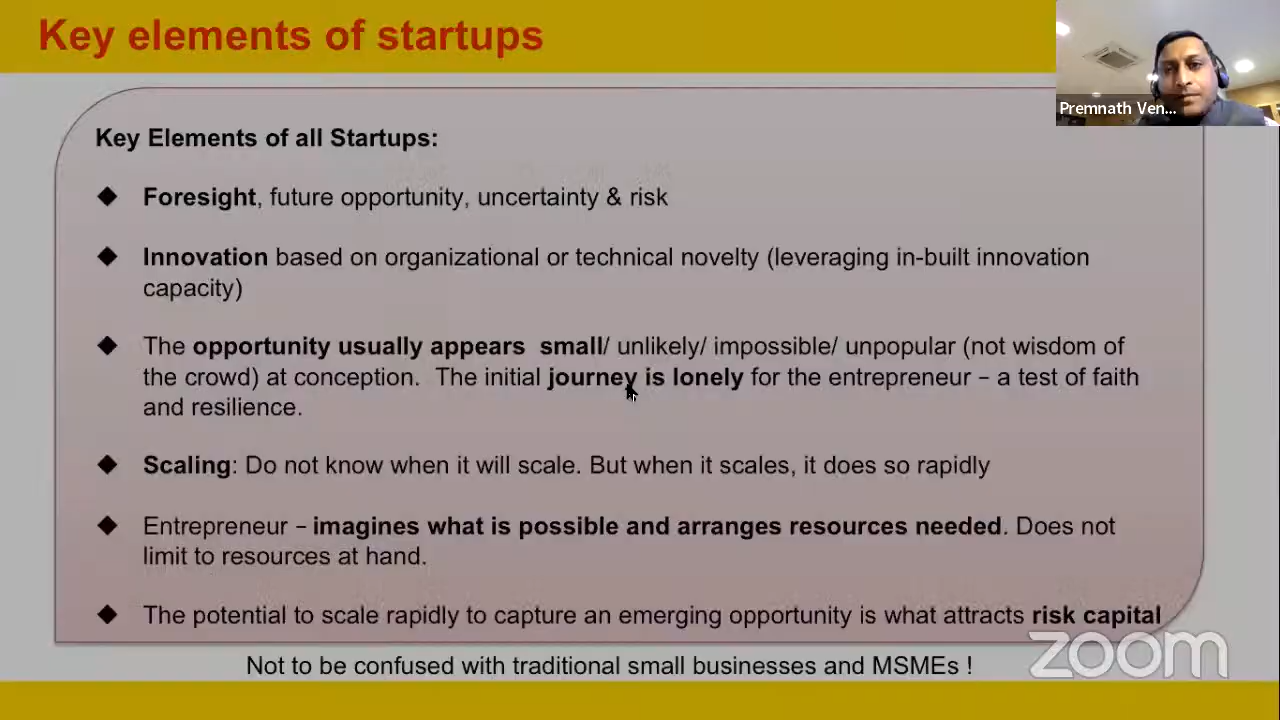 Key elements of startups
Premnath Ven...
Key Elements of all Startups:
◆ Foresight, future opportunity, uncertainty & risk
◆ Innovation based on organizational or technical novelty (leveraging in-built innovation
capacity)
◆ The opportunity usually appears  small/ unlikely/ impossible/ unpopular (not wisdom of
the crowd) at conception.  The initial journey is lonely for the entrepreneur – a test of faith
and resilience.
◆ Scaling: Do not know when it will scale. But when it scales, it does so rapidly
◆ Entrepreneur – imagines what is possible and arranges resources needed. Does not
limit to resources at hand.
◆ The potential to scale rapidly to capture an emerging opportunity is what attracts risk capital
zoom
Not to be confused with traditional small businesses and MSMEs !